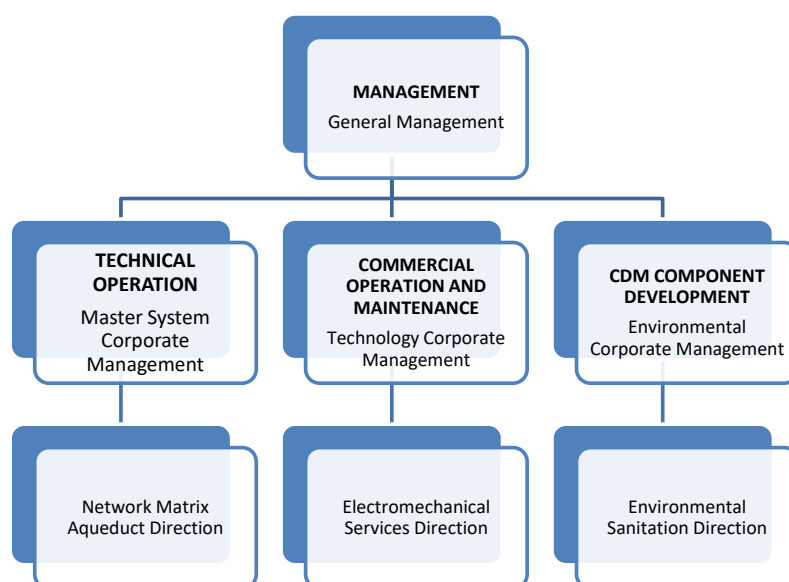 MANAGEMENT
General Management
TECHNICAL
OPERATION
Master System
Corporate
Management
COMMERCIAL
OPERATION AND
MAINTENANCE
Technology Corporate
Management
CDM COMPONENT
DEVELOPMENT
Environmental
Corporate Management
Network Matrix
Aqueduct Direction
Electromechanical
Services Direction
Environmental
Sanitation Direction